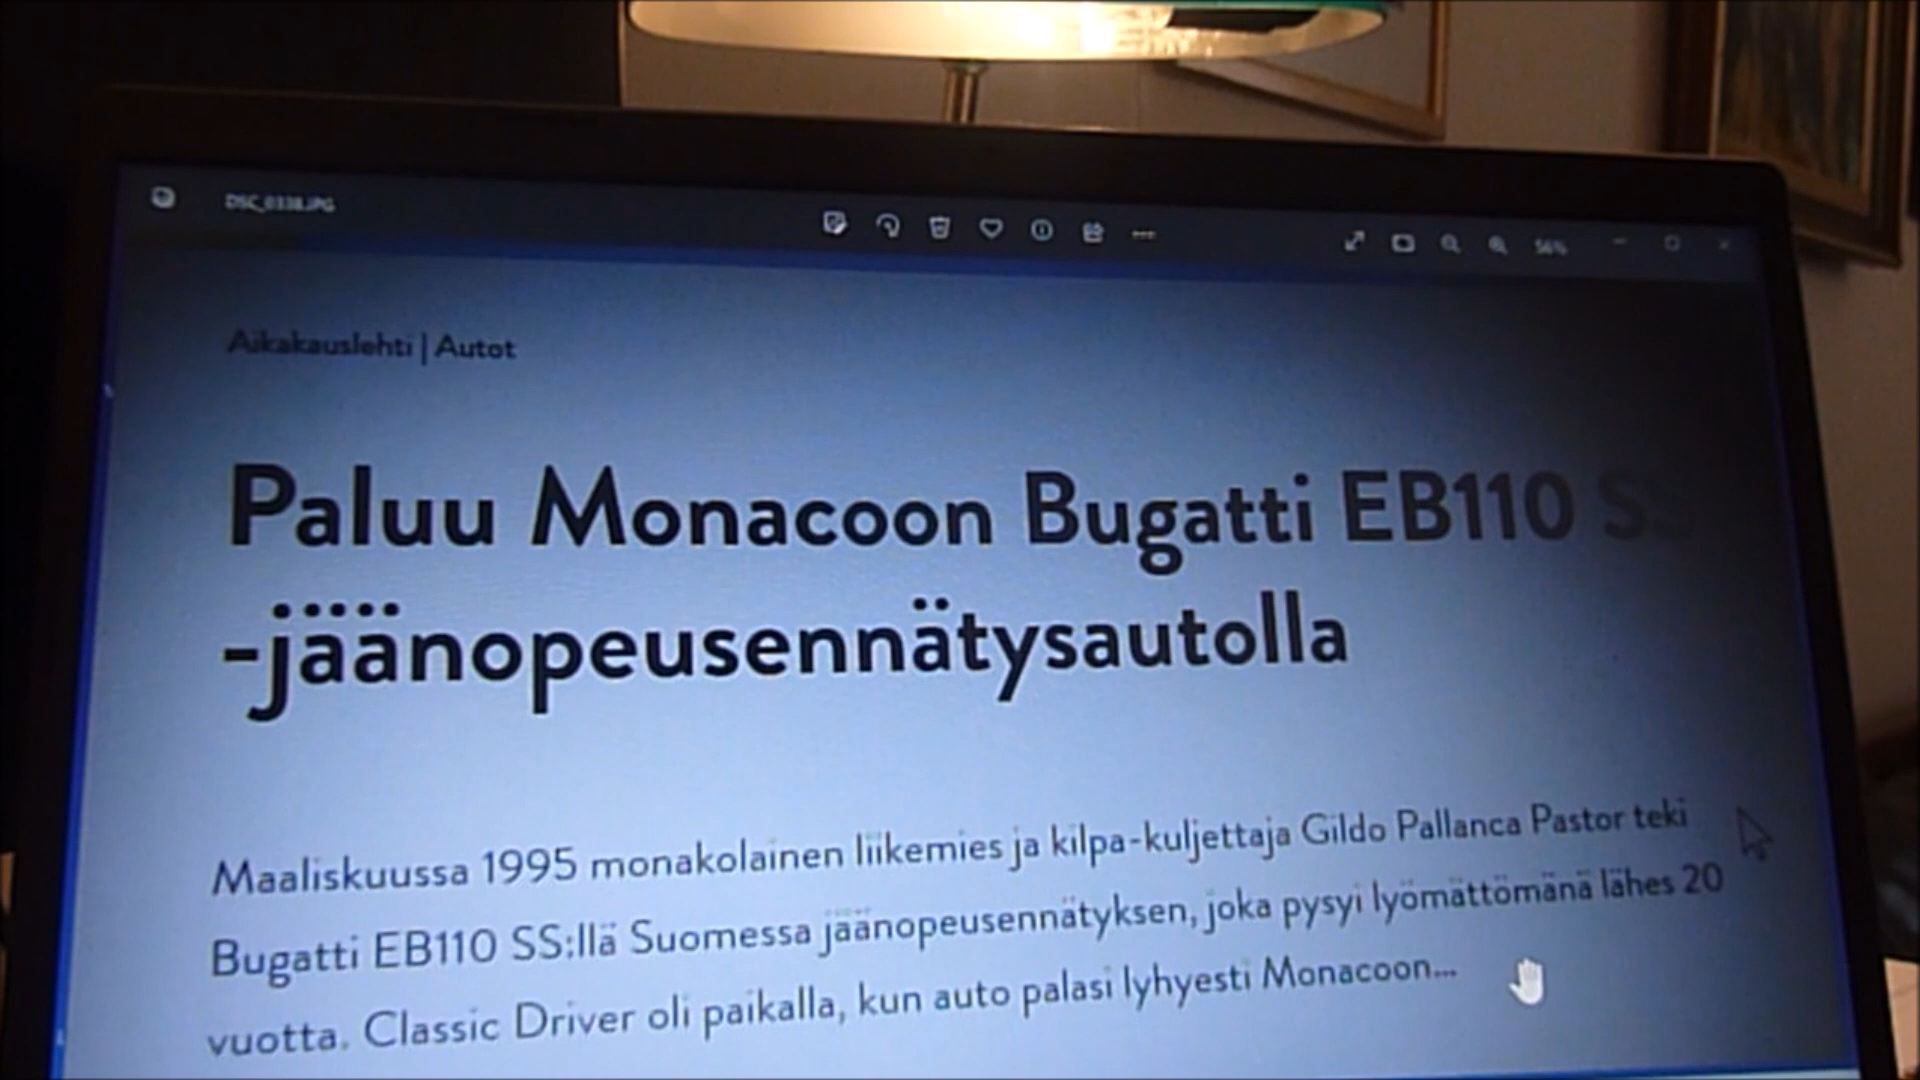 DSC_0338.JPG
56%
Aikakauslehti | Autot
Paluu Monacoon Bugatti EB110 SS
-jäänopeusennätysautolla
Maaliskuussa 1995 monakolainen liikemies ja kilpa-kuljettaja Gildo Pallanca Pastor teki
Bugatti EB110 SS:llä Suomessa jäänopeusennätyksen, joka pysyi lyömättömänä lähes 20
vuotta. Classic Driver oli paikalla, kun auto palasi lyhyesti Monacoon...